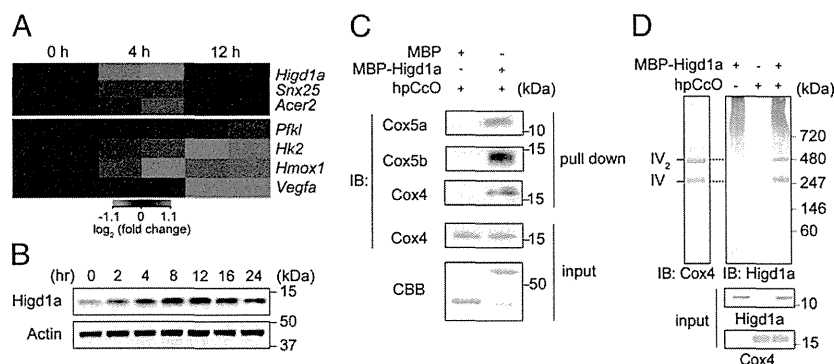 A
0 h 4 h 12 h
Higd1a
Snx25
Acer2
Pfkl
Hk2
Hmox1
Vegfa
-1.1 0 1.1
log2 (fold change)
B
(hr) 0 2 4 8 12 16 24 (kDa)
Higd1a 15
Actin 50
37
C
MBP + -
MBP-Higd1a - +
hpCcO + + (kDa)
IB:
Cox5a 10
Cox5b 15
Cox4 15
pull down
Cox4 15
CBB 50
input
D
MBP-Higd1a + - +
hpCcO - + + (kDa)
720
IV2 480
IV 247
146
60
IB: Cox4 IB: Higd1a
input
10
Higd1a
15
Cox4